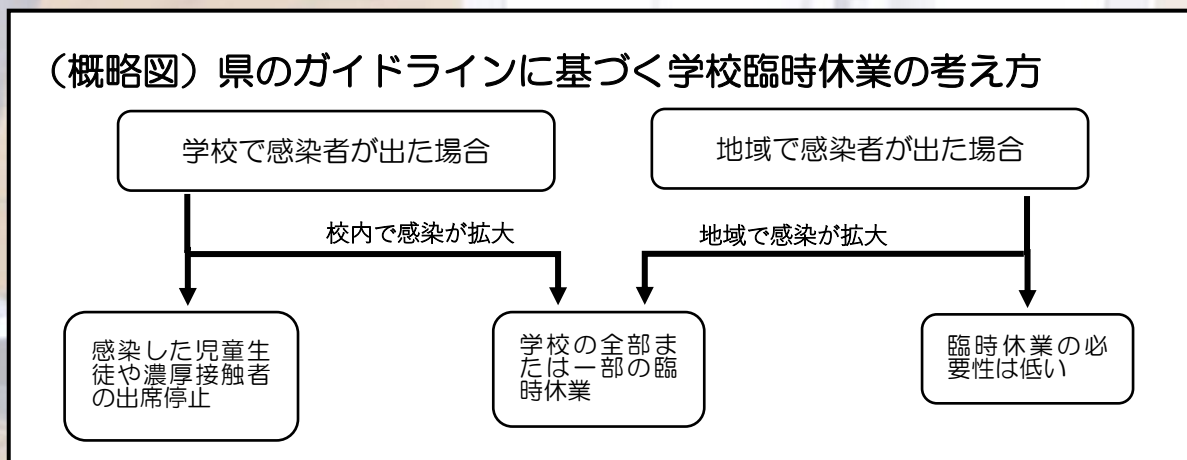 （概略図）県のガイドラインに基づく学校臨時休業の考え方
学校で感染者が出た場合
地域で感染者が出た場合
校内で感染が拡大
地域で感染が拡大
感染した児童生
徒や濃厚接触者
の出席停止
学校の全部ま
たは一部の臨
時休業
臨時休業の必
要性は低い